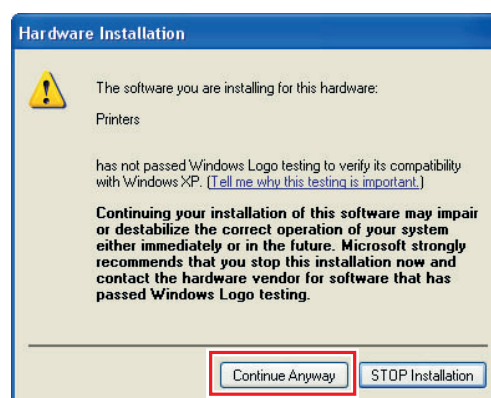 Hardware Installation
The software you are installing for this hardware:
Printers
has not passed Windows Logo testing to verify its compatibility
with Windows XP. (Tell me why this testing is important.)
Continuing your installation of this software may impair
or destabilize the correct operation of your system
either immediately or in the future. Microsoft strongly
recommends that you stop this installation now and
contact the hardware vendor for software that has
passed Windows Logo testing.
Continue Anyway
STOP Installation